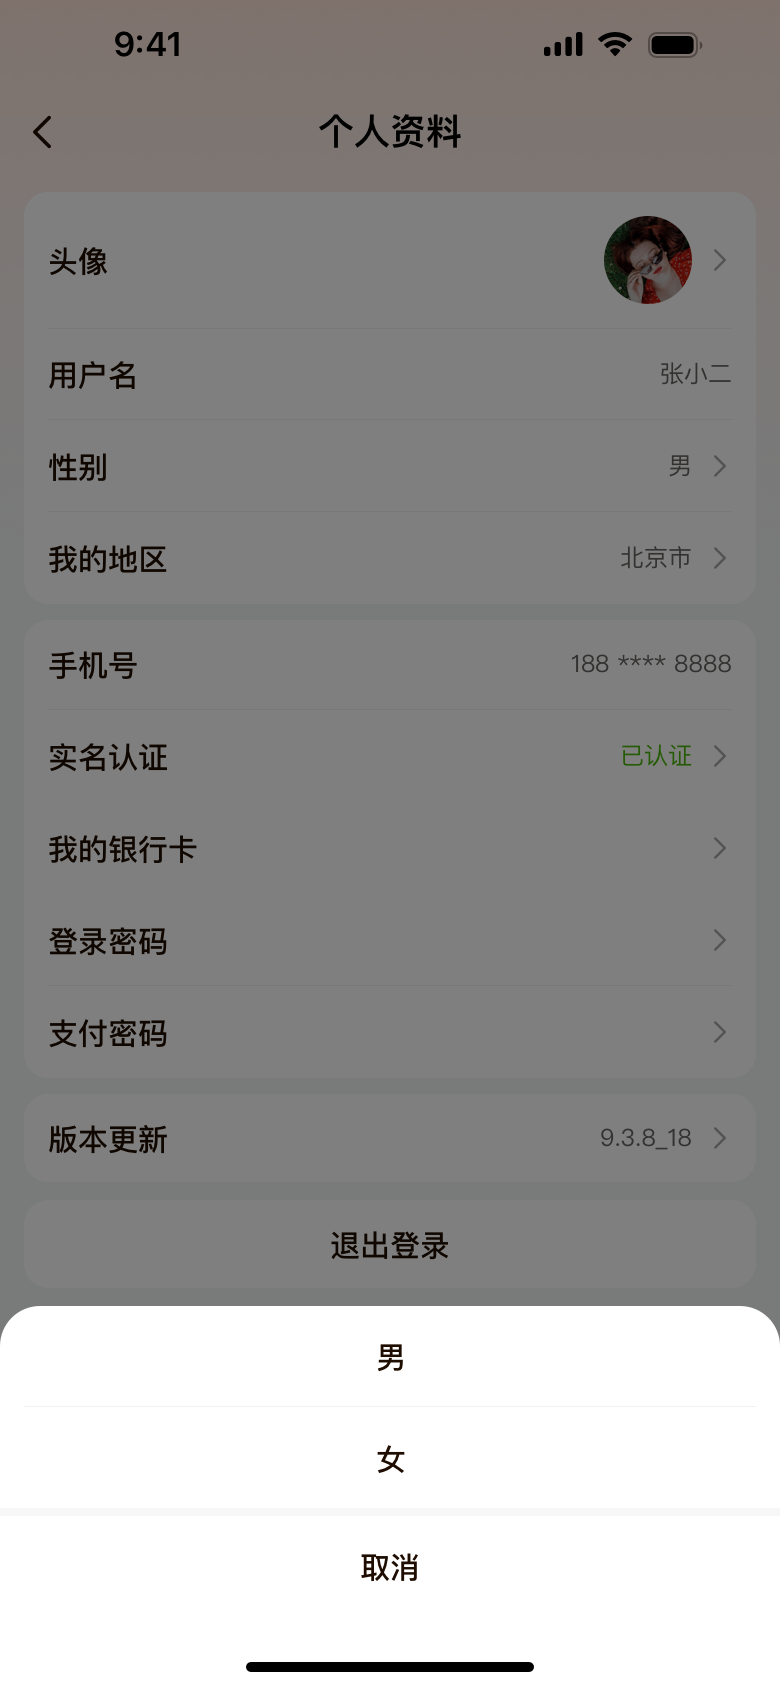 9:41
个人资料
头像
用户名 张小二
性别 男
我的地区 北京市
手机号 188 **** 8888
实名认证 已认证
我的银行卡
登录密码
支付密码
版本更新 9.3.8_18
退出登录
男
女
取消